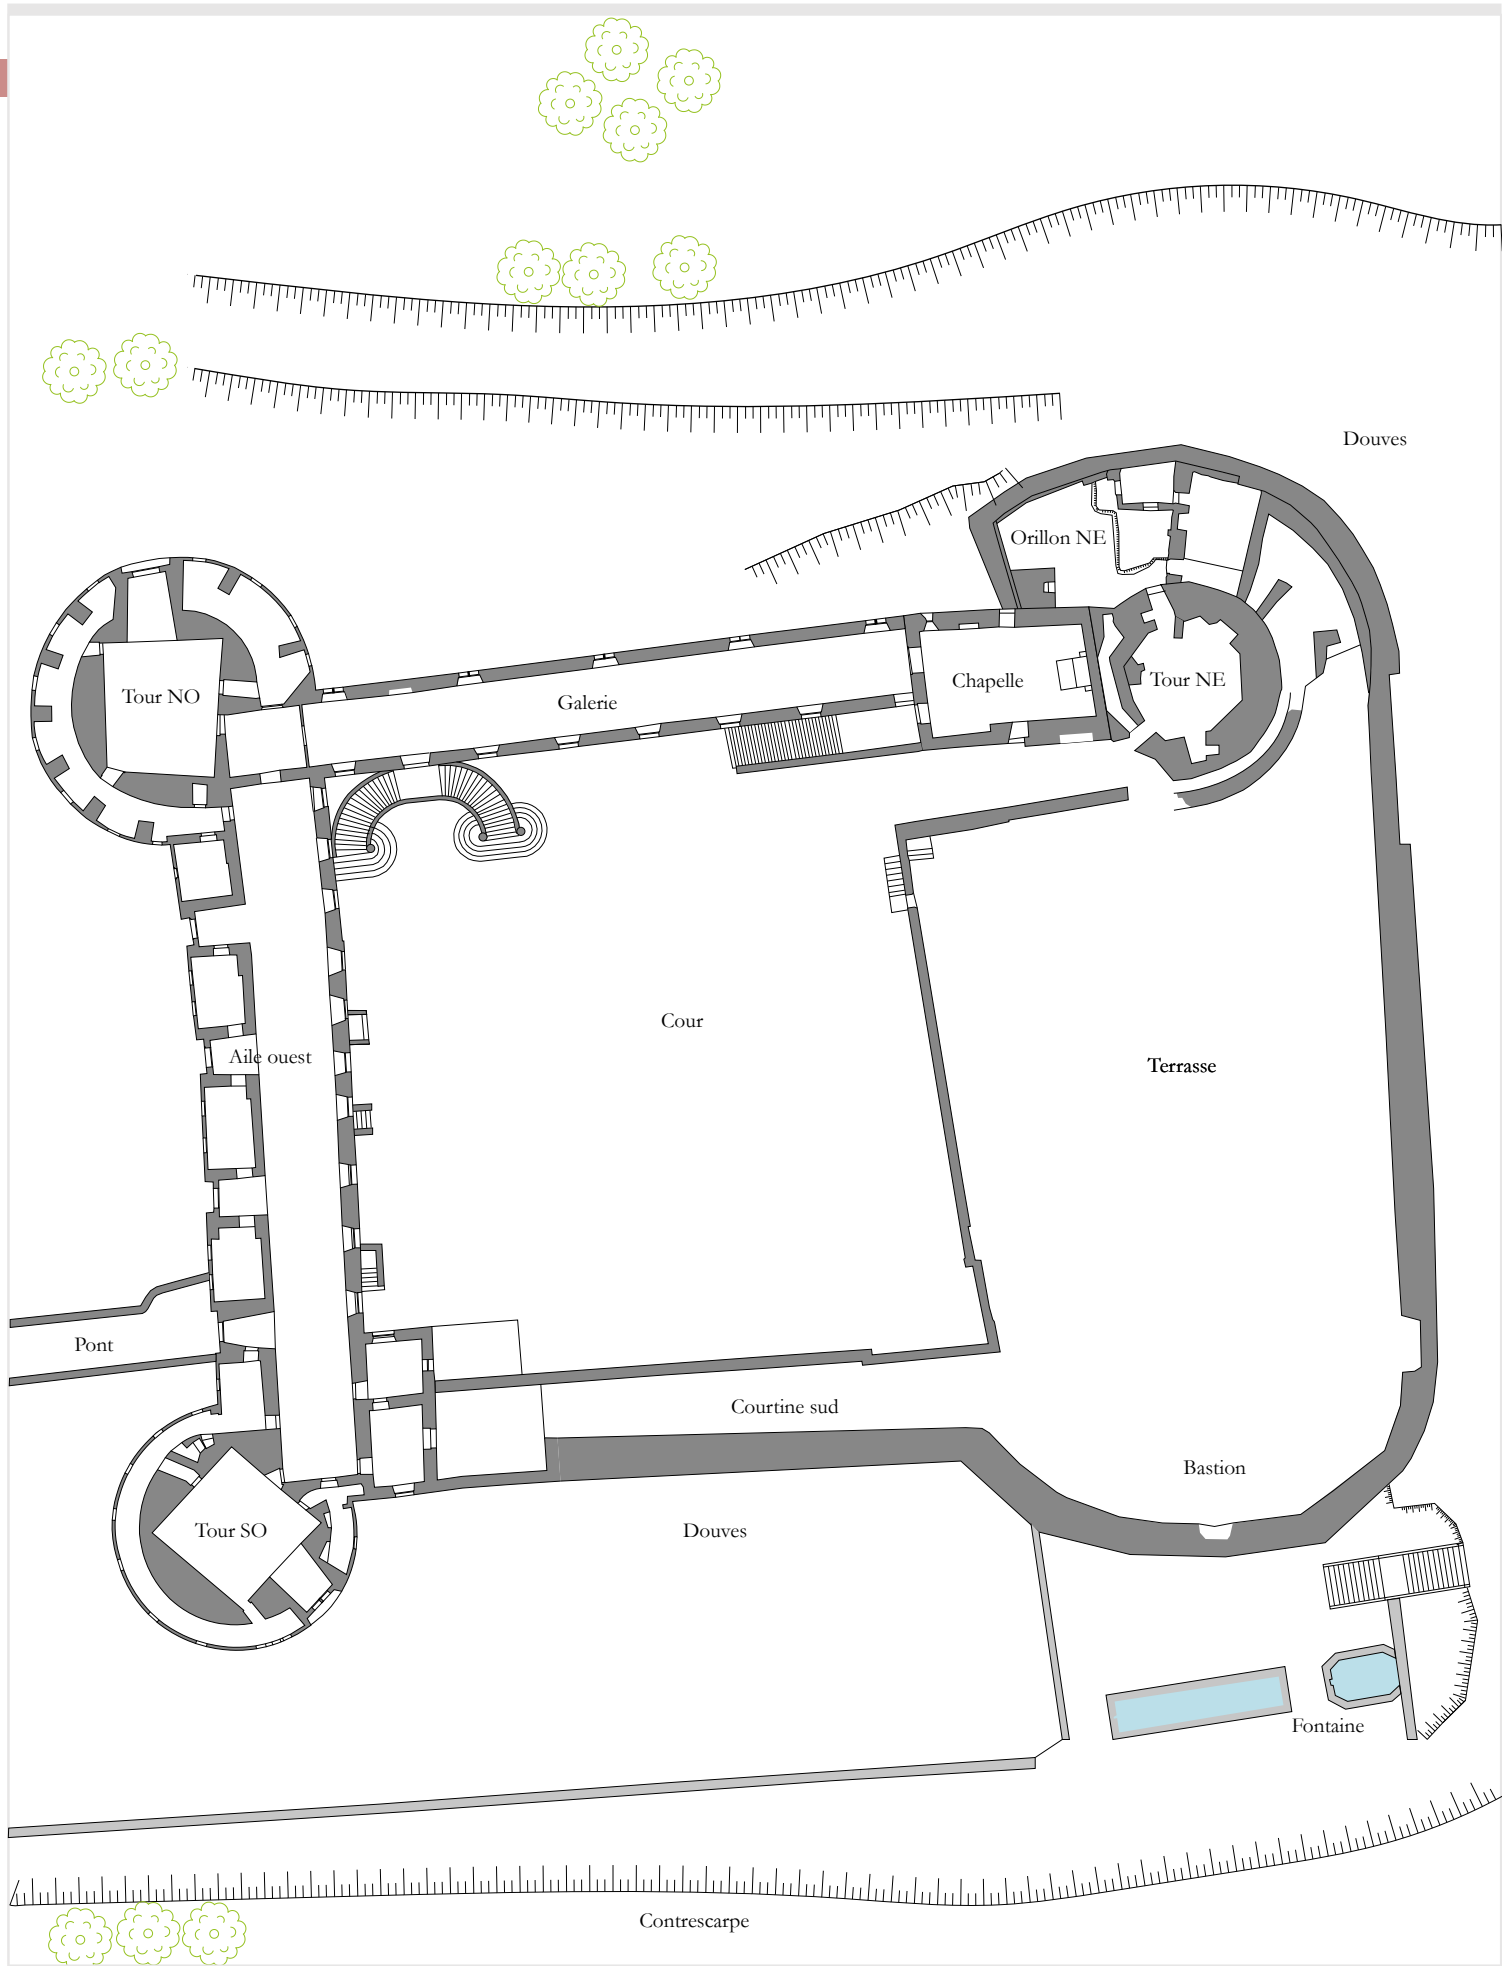 Douves
Orillon NE
Tour NO
Galerie
Chapelle
Tour NE
Cour
Aile ouest
Terrasse
Pont
Courtine sud
Bastion
Tour SO
Douves
Fontaine
Contrescarpe